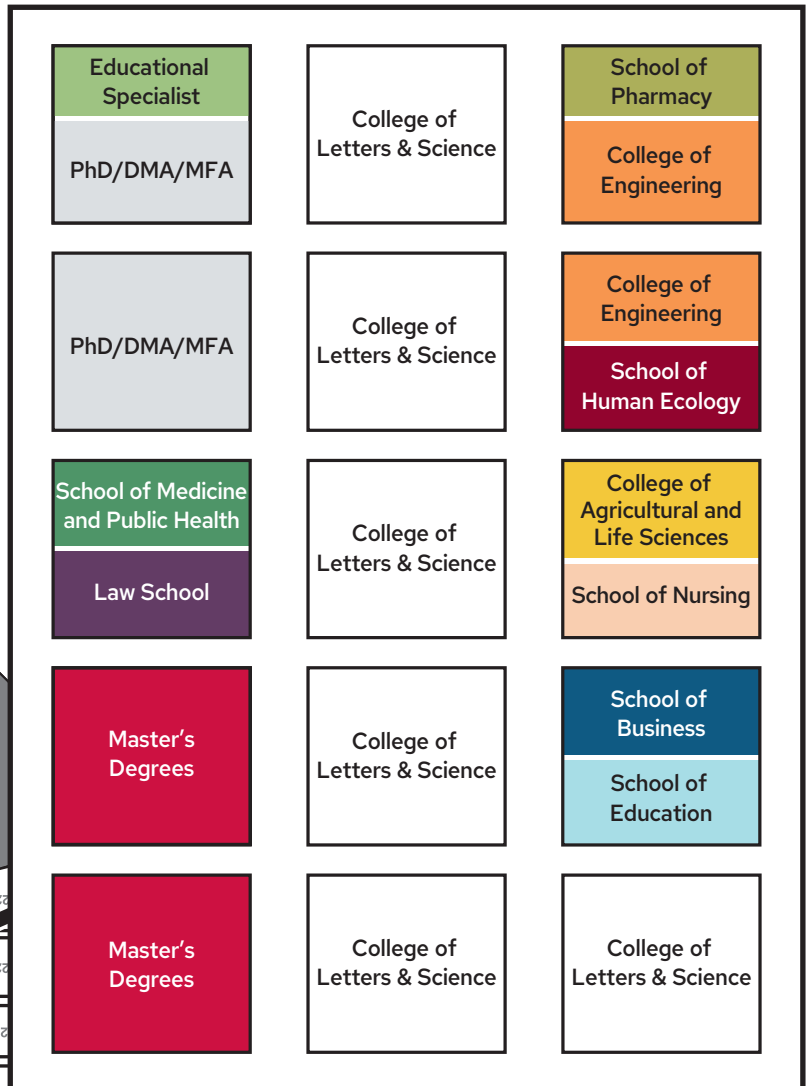 Educational
Specialist
PhD/DMA/MFA
College of
Letters & Science
School of
Pharmacy
College of
Engineering
PhD/DMA/MFA
College of
Letters & Science
College of
Engineering
School of
Human Ecology
School of Medicine
and Public Health
Law School
College of
Letters & Science
College of
Agricultural and
Life Sciences
School of Nursing
Master’s
Degrees
College of
Letters & Science
School of
Business
School of
Education
Master’s
Degrees
College of
Letters & Science
College of
Letters & Science